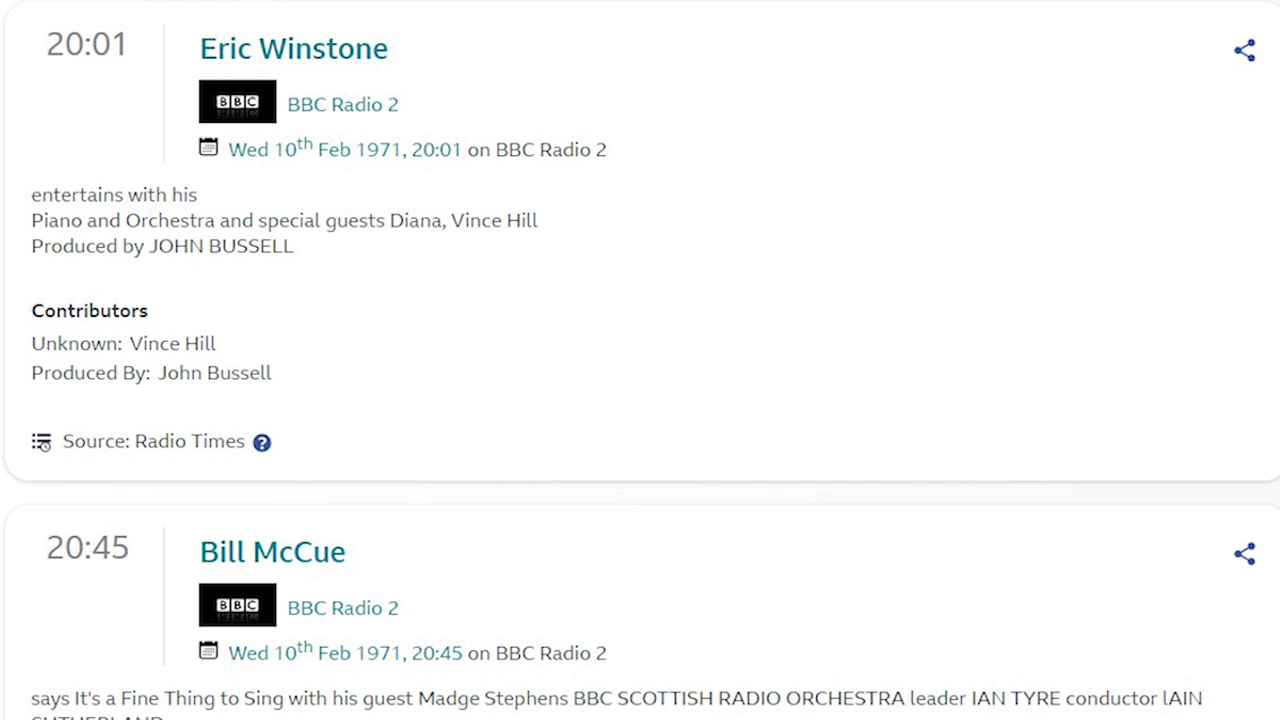 20:01
Eric Winstone
BBC
BBC Radio 2
Wed 10th Feb 1971, 20:01 on BBC Radio 2
entertains with his
Piano and Orchestra and special guests Diana, Vince Hill
Produced by JOHN BUSSELL
Contributors
Unknown: Vince Hill
Produced By: John Bussell
Source: Radio Times ?
20:45
Bill McCue
BBC
BBC Radio 2
Wed 10th Feb 1971, 20:45 on BBC Radio 2
says It's a Fine Thing to Sing with his guest Madge Stephens BBC SCOTTISH RADIO ORCHESTRA leader IAN TYRE conductor lAIN
SUTHERLAND